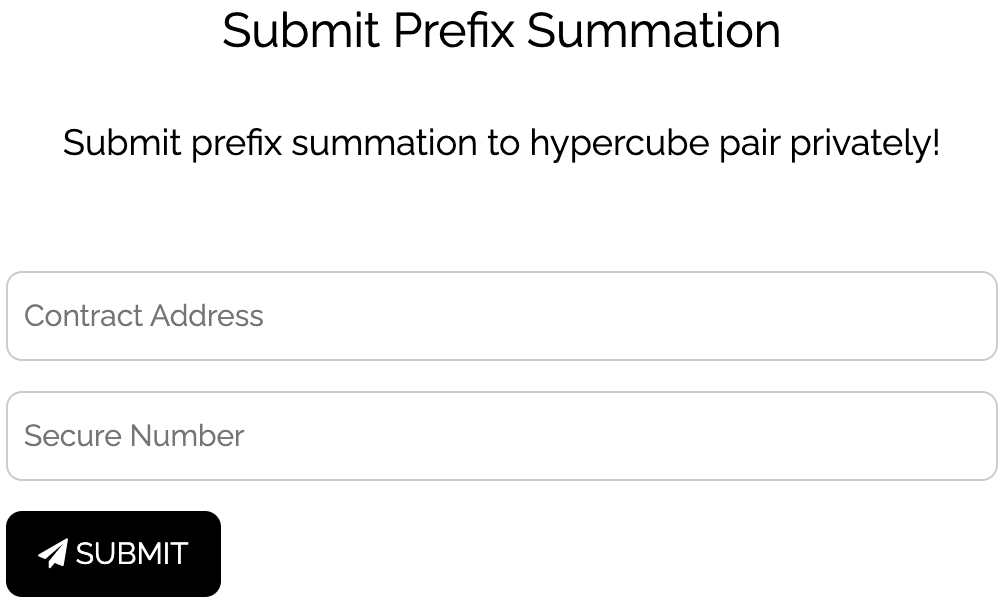 Submit Prefix Summation
Submit prefix summation to hypercube pair privately!
Contract Address
Secure Number
SUBMIT